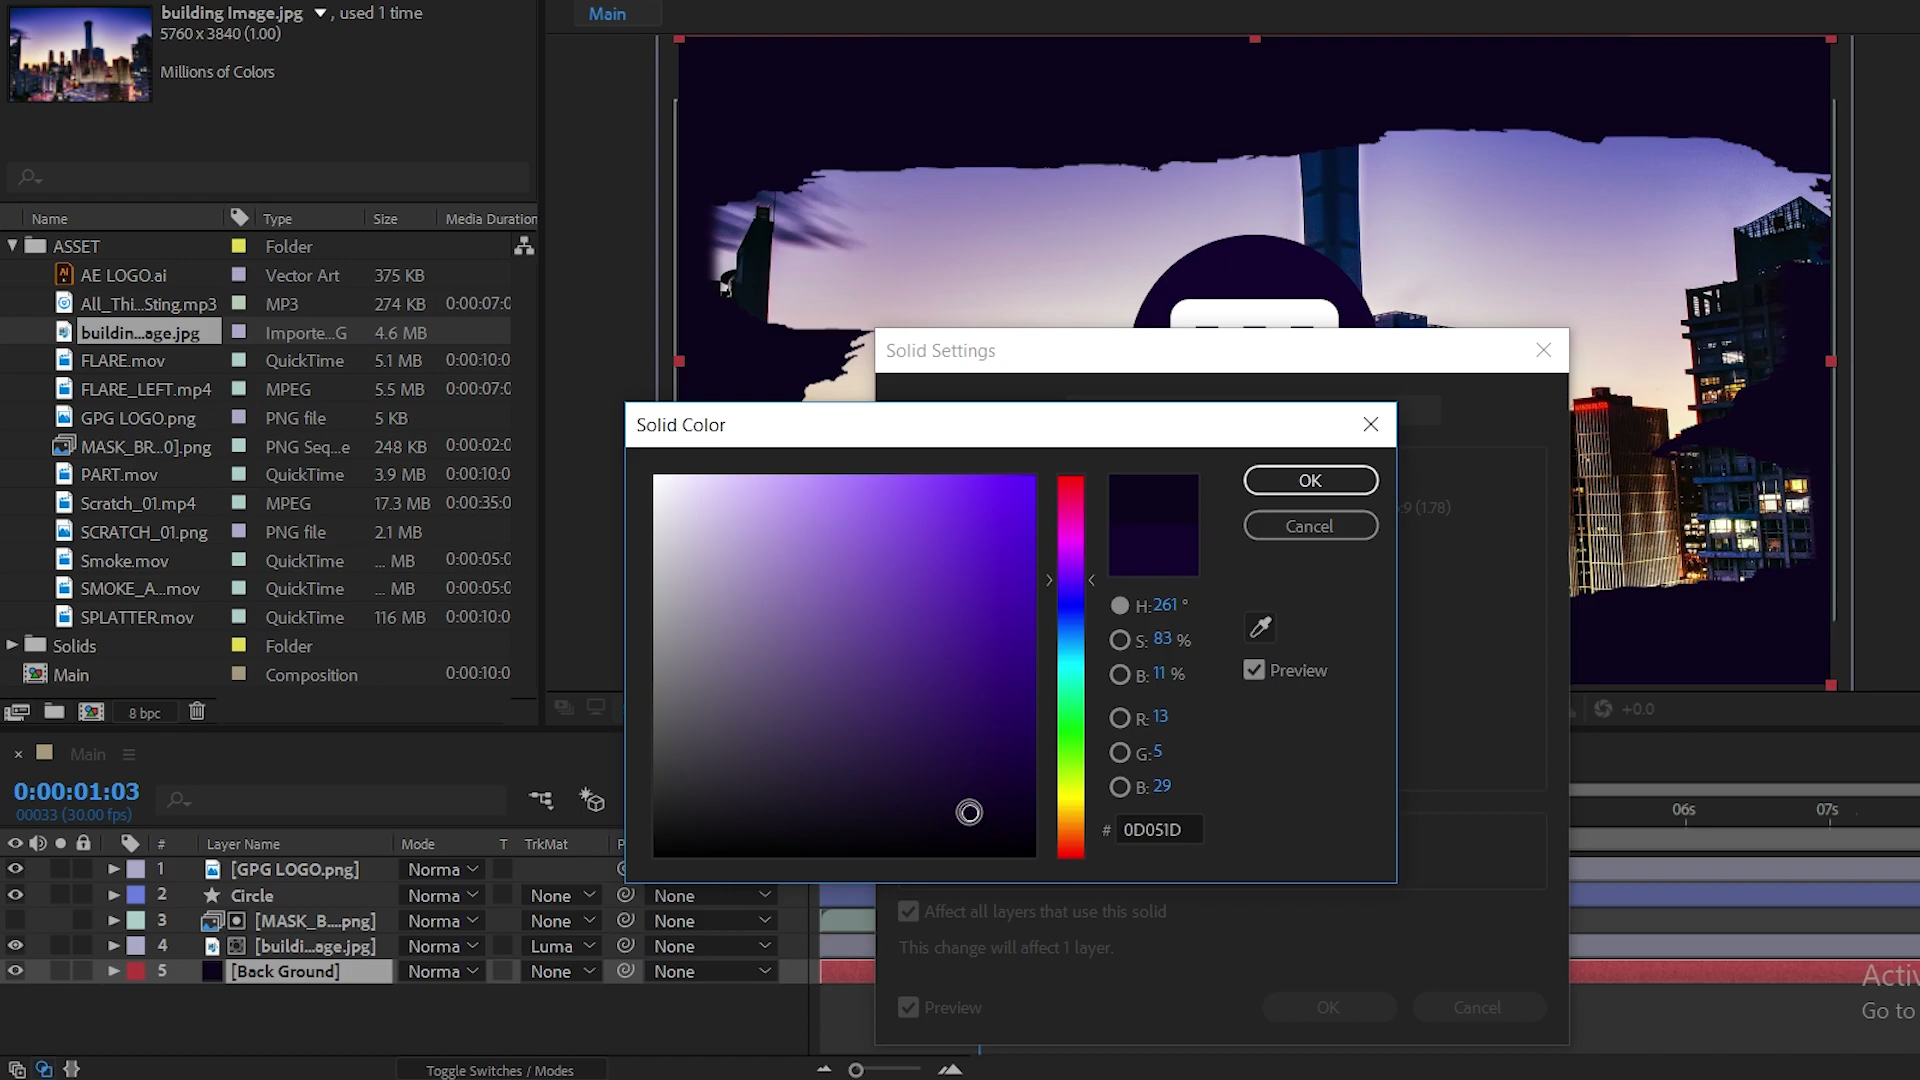 building Image.jpg ▼ , used 1 time
5760 x 3840 (1.00)
Millions of Colors
Main
Name Type Size Media Duration
ASSET Folder
AE LOGO.ai Vector Art 375 KB
All_Thi...Sting.mp3 MP3 274 KB 0:00:07:0
buildin...age.jpg Importe...G 4.6 MB
FLARE.mov QuickTime 5.1 MB 0:00:10:0
FLARE_LEFT.mp4 MPEG 5.5 MB 0:00:07:0
GPG LOGO.png PNG file 5 KB
MASK_BR...0].png PNG Seq...e 248 KB 0:00:02:0
PART.mov QuickTime 3.9 MB 0:00:10:0
Scratch_01.mp4 MPEG 17.3 MB 0:00:35:0
SCRATCH_01.png PNG file 2.1 MB
Smoke.mov QuickTime ... MB 0:00:05:0
SMOKE_A...mov QuickTime ... MB 0:00:05:0
SPLATTER.mov QuickTime 116 MB 0:00:10:0
Solids Folder
Main Composition 0:00:10:0
8 bpc
Solid Settings
:9 (1.78)
Solid Color
OK
Cancel
H: 261 °
S: 83 %
B: 11 %
Preview
R: 13
G: 5
B: 29
# 0D051D
+0.0
Main
0:00:01:03
00033 (30.00 fps)
06s 07s
# Layer Name Mode T TrkMat P
1 [GPG LOGO.png] Norma
2 Circle Norma None None
3 [MASK_B....png] Norma None None
4 [buildi...age.jpg] Norma Luma None
5 [Back Ground] Norma None None
Affect all layers that use this solid
This change will affect 1 layer.
Preview OK Cancel
Activ
Go to
Toggle Switches / Modes